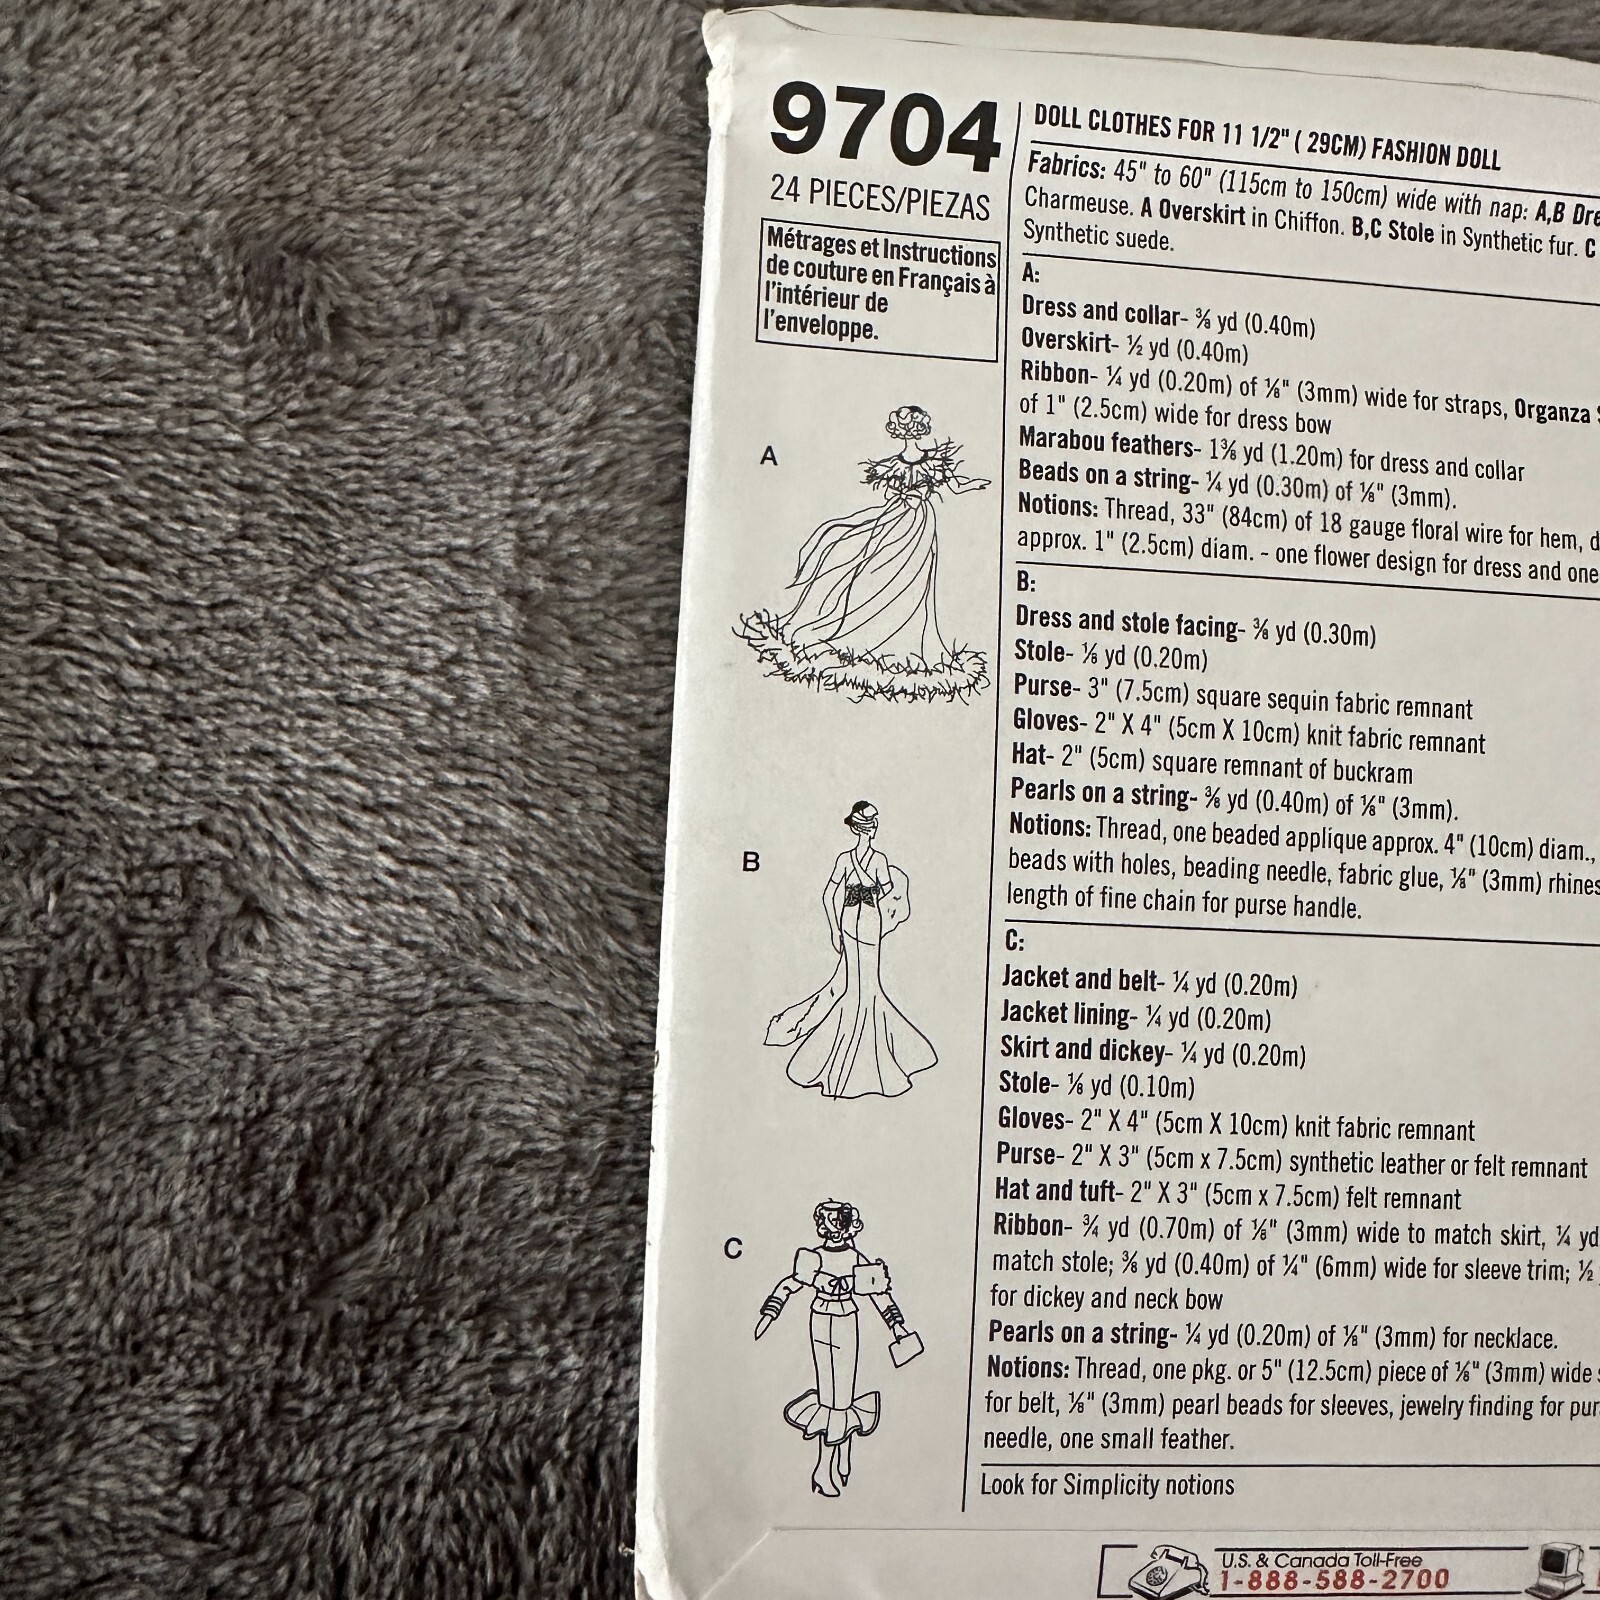 9704
24 PIECES/PIEZAS
Métrages et Instructions
de couture en Français à
l'intérieur de
l'enveloppe.
A
B
C
DOLL CLOTHES FOR 11 1/2" ( 29CM) FASHION DOLL
Fabrics: 45" to 60" (115cm to 150cm) wide with nap: A,B Dre
Charmeuse. A Overskirt in Chiffon. B,C Stole in Synthetic fur. C
Synthetic suede.
A:
Dress and collar- ⅜ yd (0.40m)
Overskirt- ½ yd (0.40m)
Ribbon- ¼ yd (0.20m) of ⅛" (3mm) wide for straps, Organza
of 1" (2.5cm) wide for dress bow
Marabou feathers- 1⅜ yd (1.20m) for dress and collar
Beads on a string- ¼ yd (0.30m) of ⅛" (3mm).
Notions: Thread, 33" (84cm) of 18 gauge floral wire for hem, d
approx. 1" (2.5cm) diam. - one flower design for dress and one
B:
Dress and stole facing- ⅜ yd (0.30m)
Stole- ⅛ yd (0.20m)
Purse- 3" (7.5cm) square sequin fabric remnant
Gloves- 2" X 4" (5cm X 10cm) knit fabric remnant
Hat- 2" (5cm) square remnant of buckram
Pearls on a string- ⅜ yd (0.40m) of ⅛" (3mm).
Notions: Thread, one beaded applique approx. 4" (10cm) diam.,
beads with holes, beading needle, fabric glue, ⅛" (3mm) rhines
length of fine chain for purse handle.
C:
Jacket and belt- ¼ yd (0.20m)
Jacket lining- ¼ yd (0.20m)
Skirt and dickey- ¼ yd (0.20m)
Stole- ⅛ yd (0.10m)
Gloves- 2" X 4" (5cm X 10cm) knit fabric remnant
Purse- 2" X 3" (5cm x 7.5cm) synthetic leather or felt remnant
Hat and tuft- 2" X 3" (5cm x 7.5cm) felt remnant
Ribbon- ¾ yd (0.70m) of ⅛" (3mm) wide to match skirt, ¼ yd
match stole; ⅜ yd (0.40m) of ¼" (6mm) wide for sleeve trim; ½
for dickey and neck bow
Pearls on a string- ¼ yd (0.20m) of ⅛" (3mm) for necklace.
Notions: Thread, one pkg. or 5" (12.5cm) piece of ⅛" (3mm) wide
for belt, ⅛" (3mm) pearl beads for sleeves, jewelry finding for pur
needle, one small feather.
Look for Simplicity notions
U.S. & Canada Toll-Free
1-888-588-2700